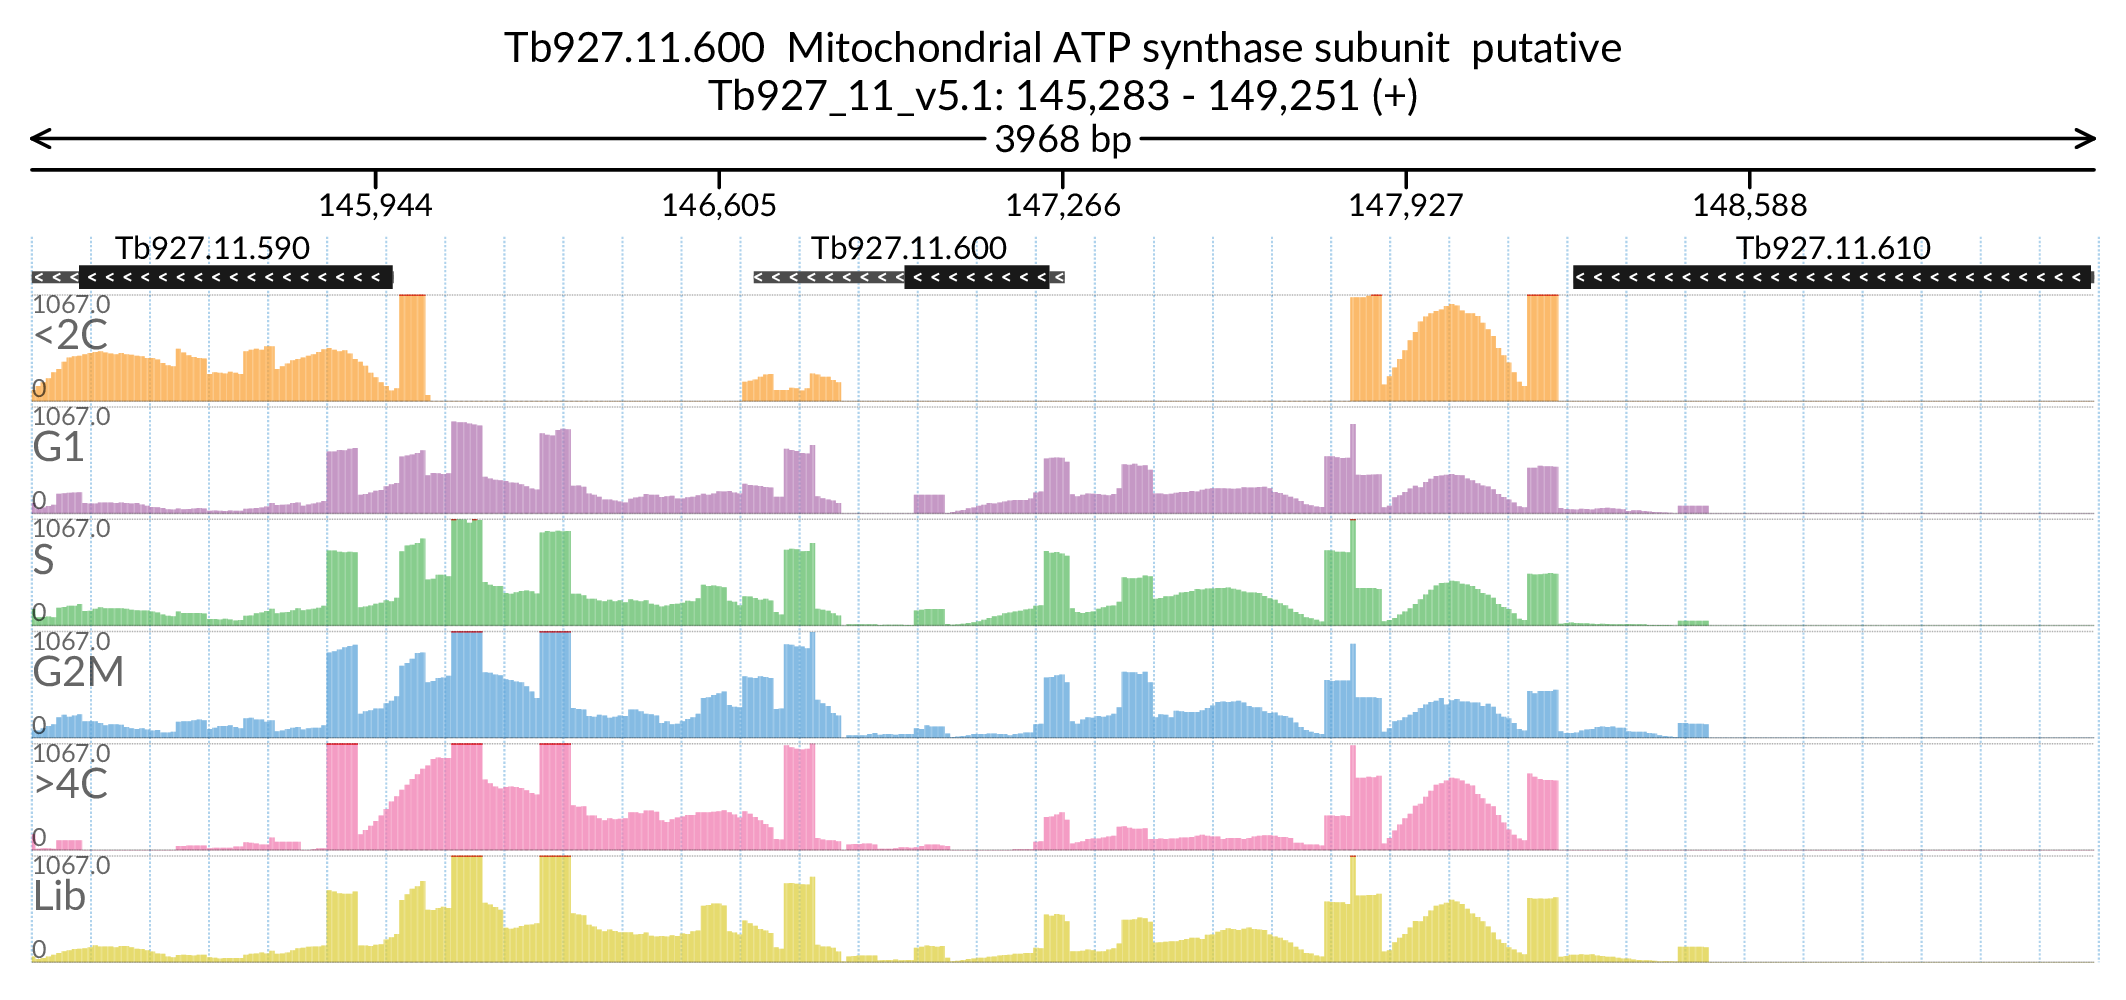 Tb927.11.600  Mitochondrial ATP synthase subunit  putative
Tb927_11_v5.1: 145,283 - 149,251 (+)
3968 bp
145,944 146,605 147,266 147,927 148,588
Tb927.11.590 Tb927.11.600 Tb927.11.610
1067.0
<2C
0
1067.0
G1
0
1067.0
S
0
1067.0
G2M
0
1067.0
>4C
0
1067.0
Lib
0